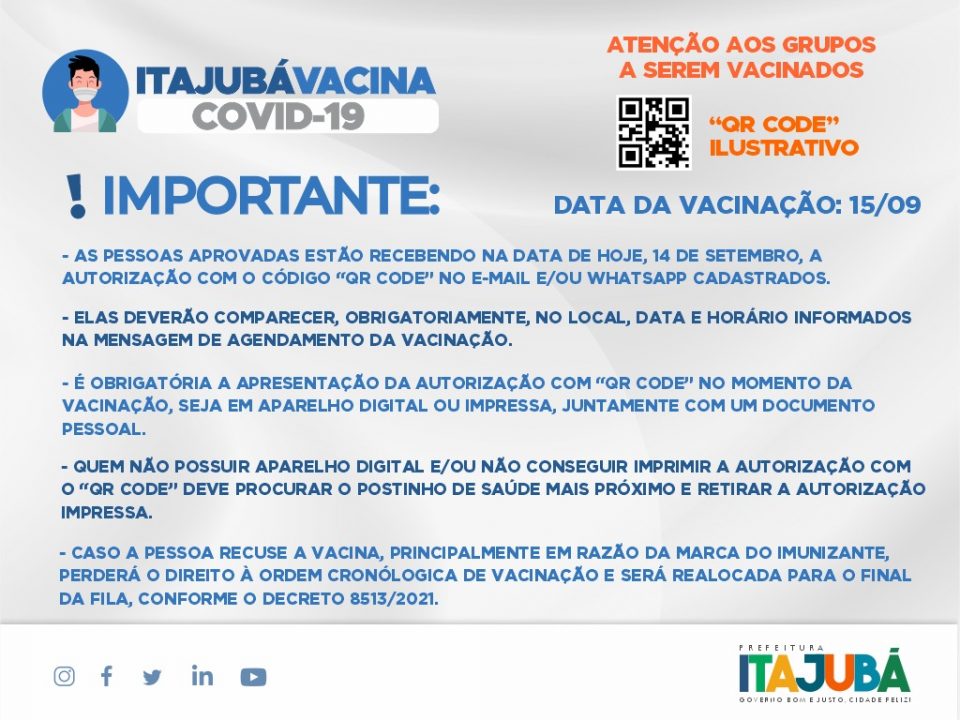 ITAJUBÁVACINA
COVID-19
ATENÇÃO AOS GRUPOS
A SEREM VACINADOS
“QR CODE”
ILUSTRATIVO
! IMPORTANTE:
DATA DA VACINAÇÃO: 15/09
- AS PESSOAS APROVADAS ESTÃO RECEBENDO NA DATA DE HOJE, 14 DE SETEMBRO, A
AUTORIZAÇÃO COM O CÓDIGO “QR CODE” NO E-MAIL E/OU WHATSAPP CADASTRADOS.
- ELAS DEVERÃO COMPARECER, OBRIGATORIAMENTE, NO LOCAL, DATA E HORÁRIO INFORMADOS
NA MENSAGEM DE AGENDAMENTO DA VACINAÇÃO.
- É OBRIGATÓRIA A APRESENTAÇÃO DA AUTORIZAÇÃO COM “QR CODE” NO MOMENTO DA
VACINAÇÃO, SEJA EM APARELHO DIGITAL OU IMPRESSA, JUNTAMENTE COM UM DOCUMENTO
PESSOAL.
- QUEM NÃO POSSUIR APARELHO DIGITAL E/OU NÃO CONSEGUIR IMPRIMIR A AUTORIZAÇÃO COM
O “QR CODE” DEVE PROCURAR O POSTINHO DE SAÚDE MAIS PRÓXIMO E RETIRAR A AUTORIZAÇÃO
IMPRESSA.
- CASO A PESSOA RECUSE A VACINA, PRINCIPALMENTE EM RAZÃO DA MARCA DO IMUNIZANTE,
PERDERÁ O DIREITO À ORDEM CRONÓLOGICA DE VACINAÇÃO E SERÁ REALOCADA PARA O FINAL
DA FILA, CONFORME O DECRETO 8513/2021.
PREFEITURA
ITAJUBÁ
GOVERNO BOM E JUSTO, CIDADE FELIZ!